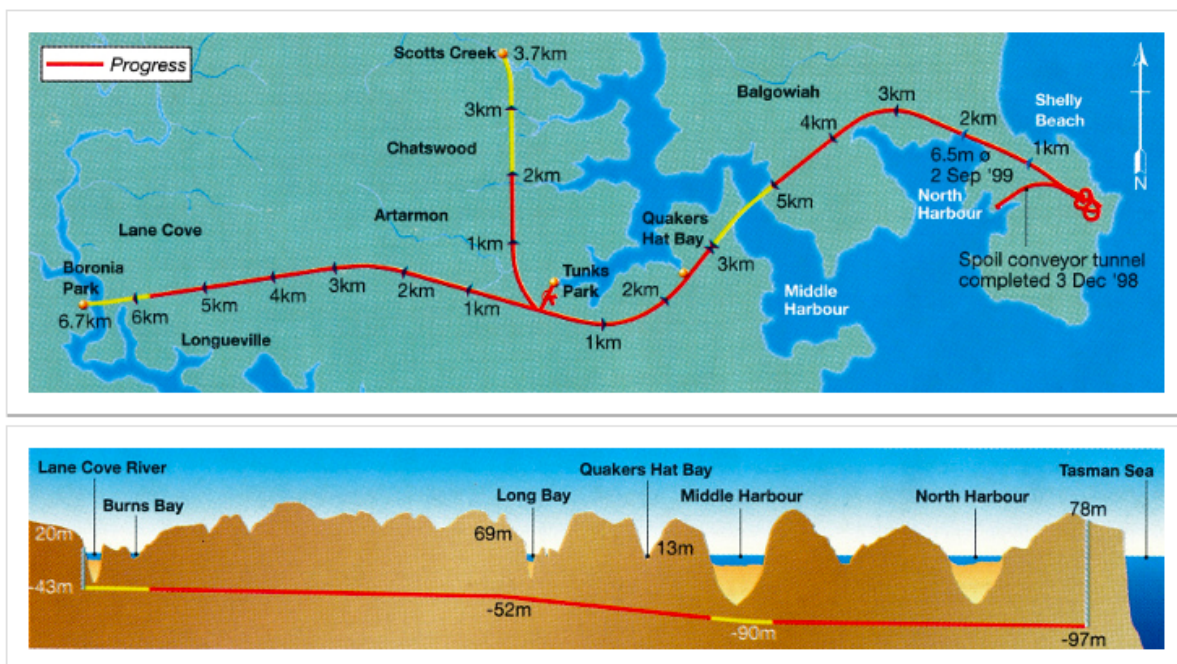 Progress
Scotts Creek 3.7km
3km
Chatswood
2km
Artarmon
1km
Lane Cove
Boronia
Park
6.7km
6km
5km
4km
3km
2km
1km
Longueville
Tunks
Park
1km
2km
Quakers
Hat Bay
3km
Balgowiah
3km
4km
5km
2km
1km
Shelly
Beach
6.5m ø
2 Sep '99
North
Harbour
Middle
Harbour
Spoil conveyor tunnel
completed 3 Dec '98
N
Lane Cove River
Burns Bay
Long Bay
Quakers Hat Bay
Middle Harbour
North Harbour
Tasman Sea
20m
69m
13m
78m
-43m
-52m
-90m
-97m